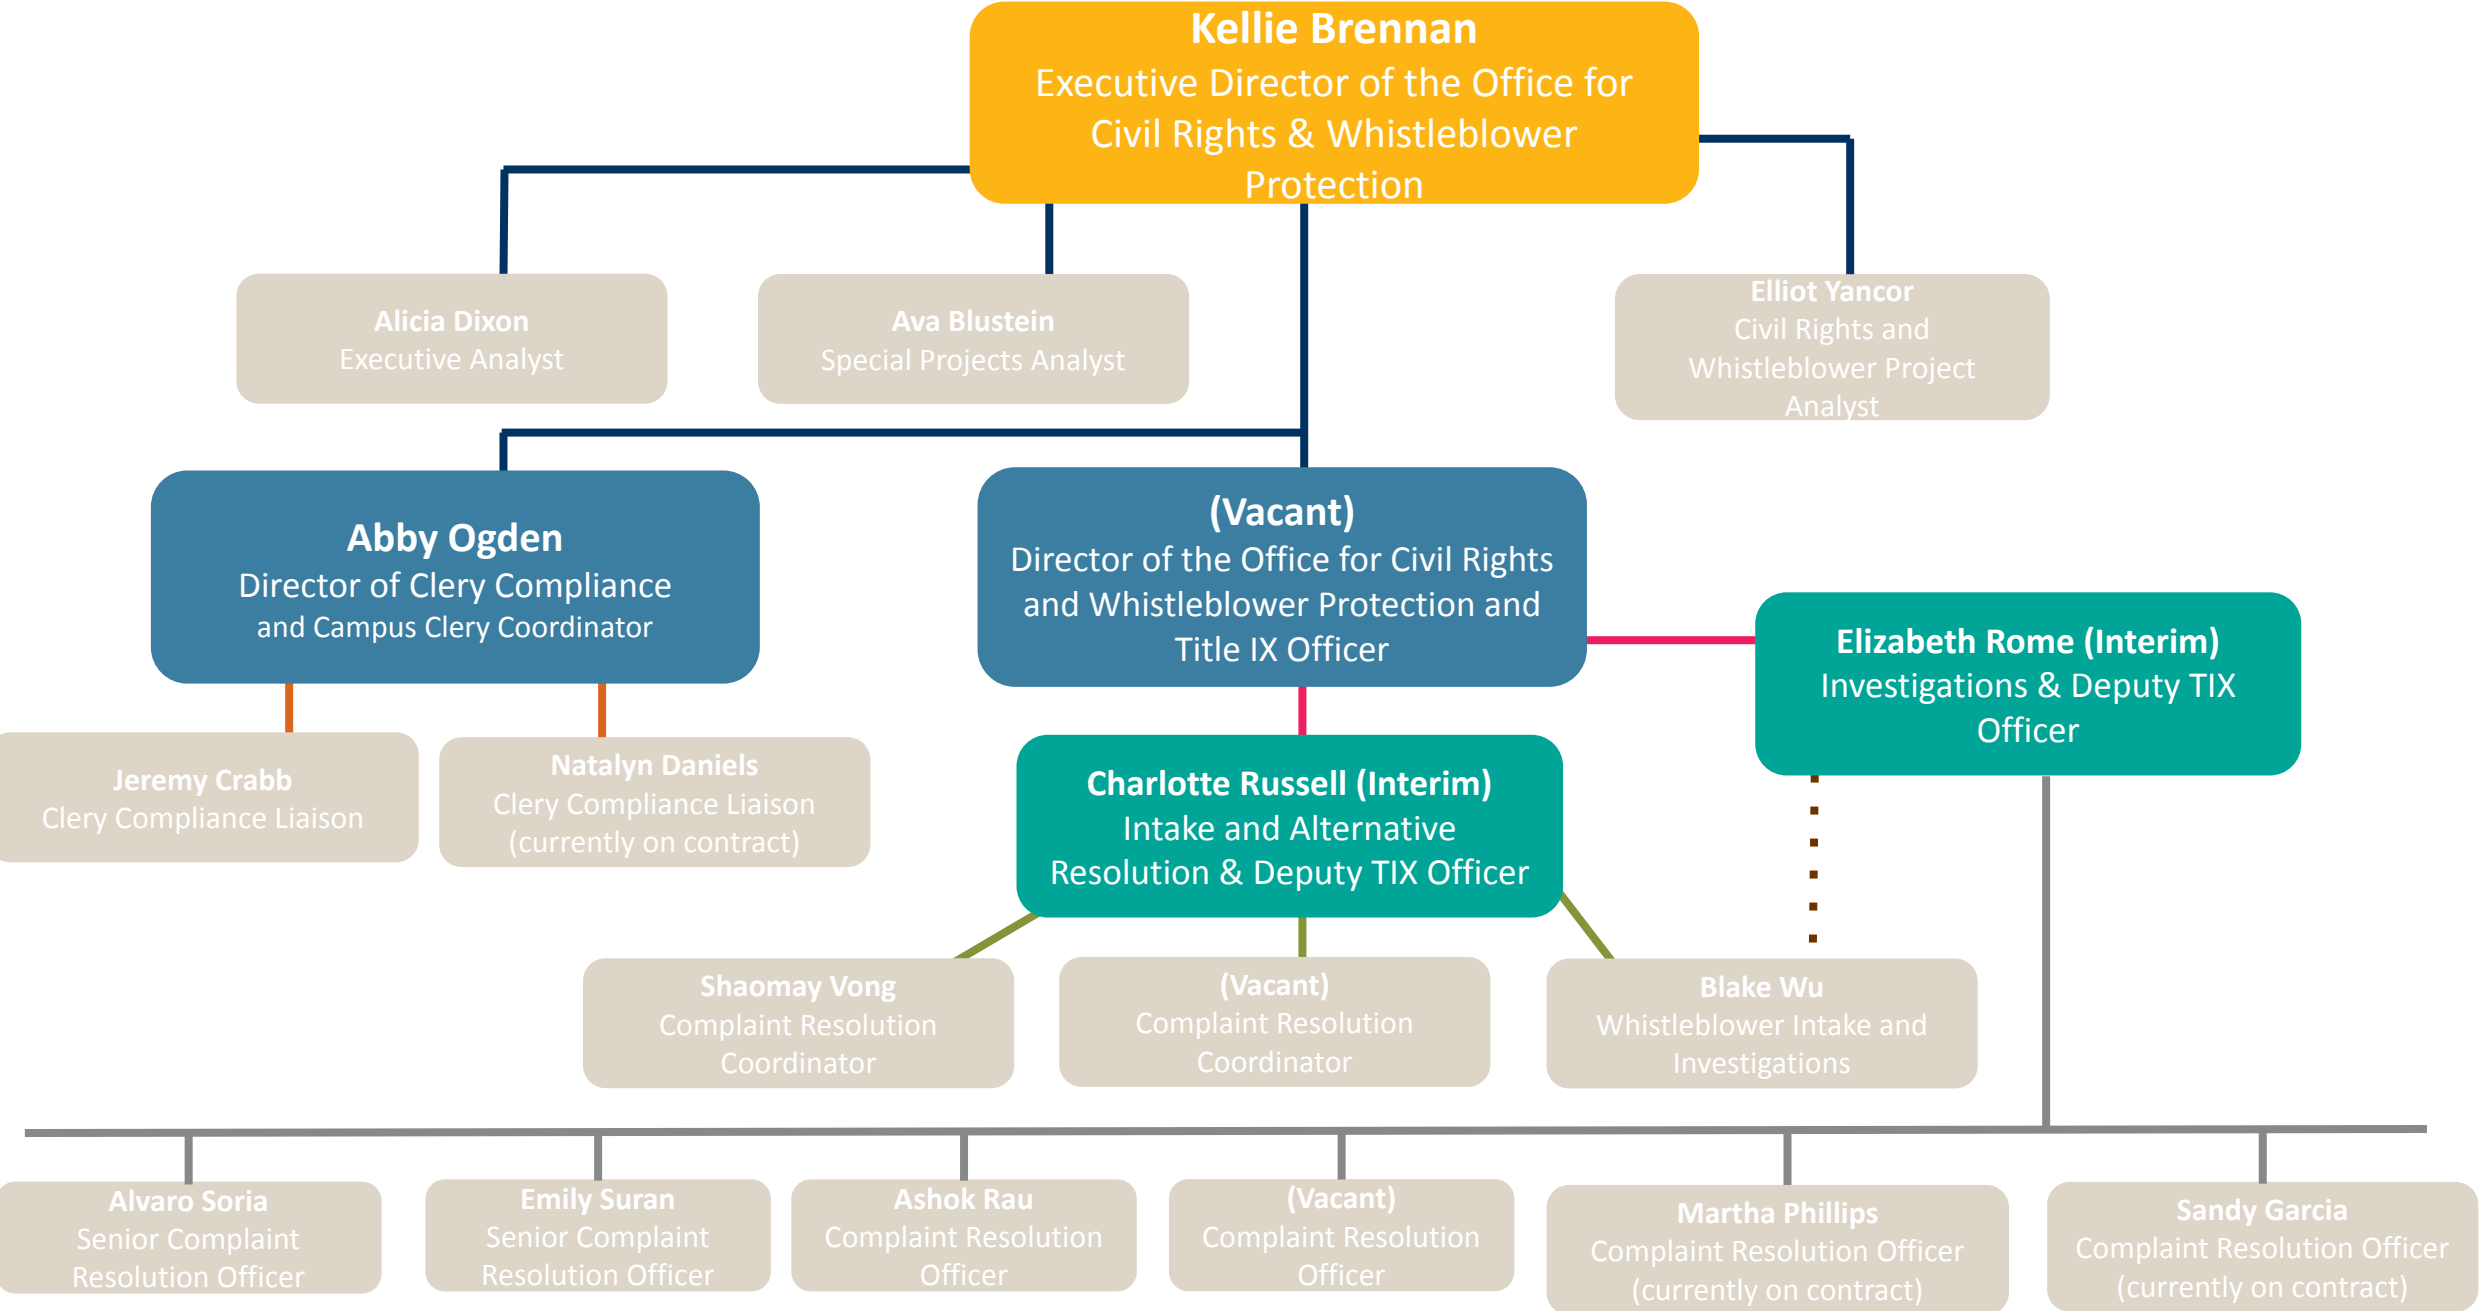 Kellie Brennan
Executive Director of the Office for
Civil Rights & Whistleblower
Protection
Alicia Dixon
Executive Analyst
Ava Blustein
Special Projects Analyst
Elliot Yancor
Civil Rights and
Whistleblower Project
Analyst
Abby Ogden
Director of Clery Compliance
and Campus Clery Coordinator
(Vacant)
Director of the Office for Civil Rights
and Whistleblower Protection and
Title IX Officer
Elizabeth Rome (Interim)
Investigations & Deputy TIX
Officer
Jeremy Crabb
Clery Compliance Liaison
Natalyn Daniels
Clery Compliance Liaison
(currently on contract)
Charlotte Russell (Interim)
Intake and Alternative
Resolution & Deputy TIX Officer
Shaomay Vong
Complaint Resolution
Coordinator
(Vacant)
Complaint Resolution
Coordinator
Blake Wu
Whistleblower Intake and
Investigations
Alvaro Soria
Senior Complaint
Resolution Officer
Emily Suran
Senior Complaint
Resolution Officer
Ashok Rau
Complaint Resolution
Officer
(Vacant)
Complaint Resolution
Officer
Martha Phillips
Complaint Resolution Officer
(currently on contract)
Sandy Garcia
Complaint Resolution Officer
(currently on contract)